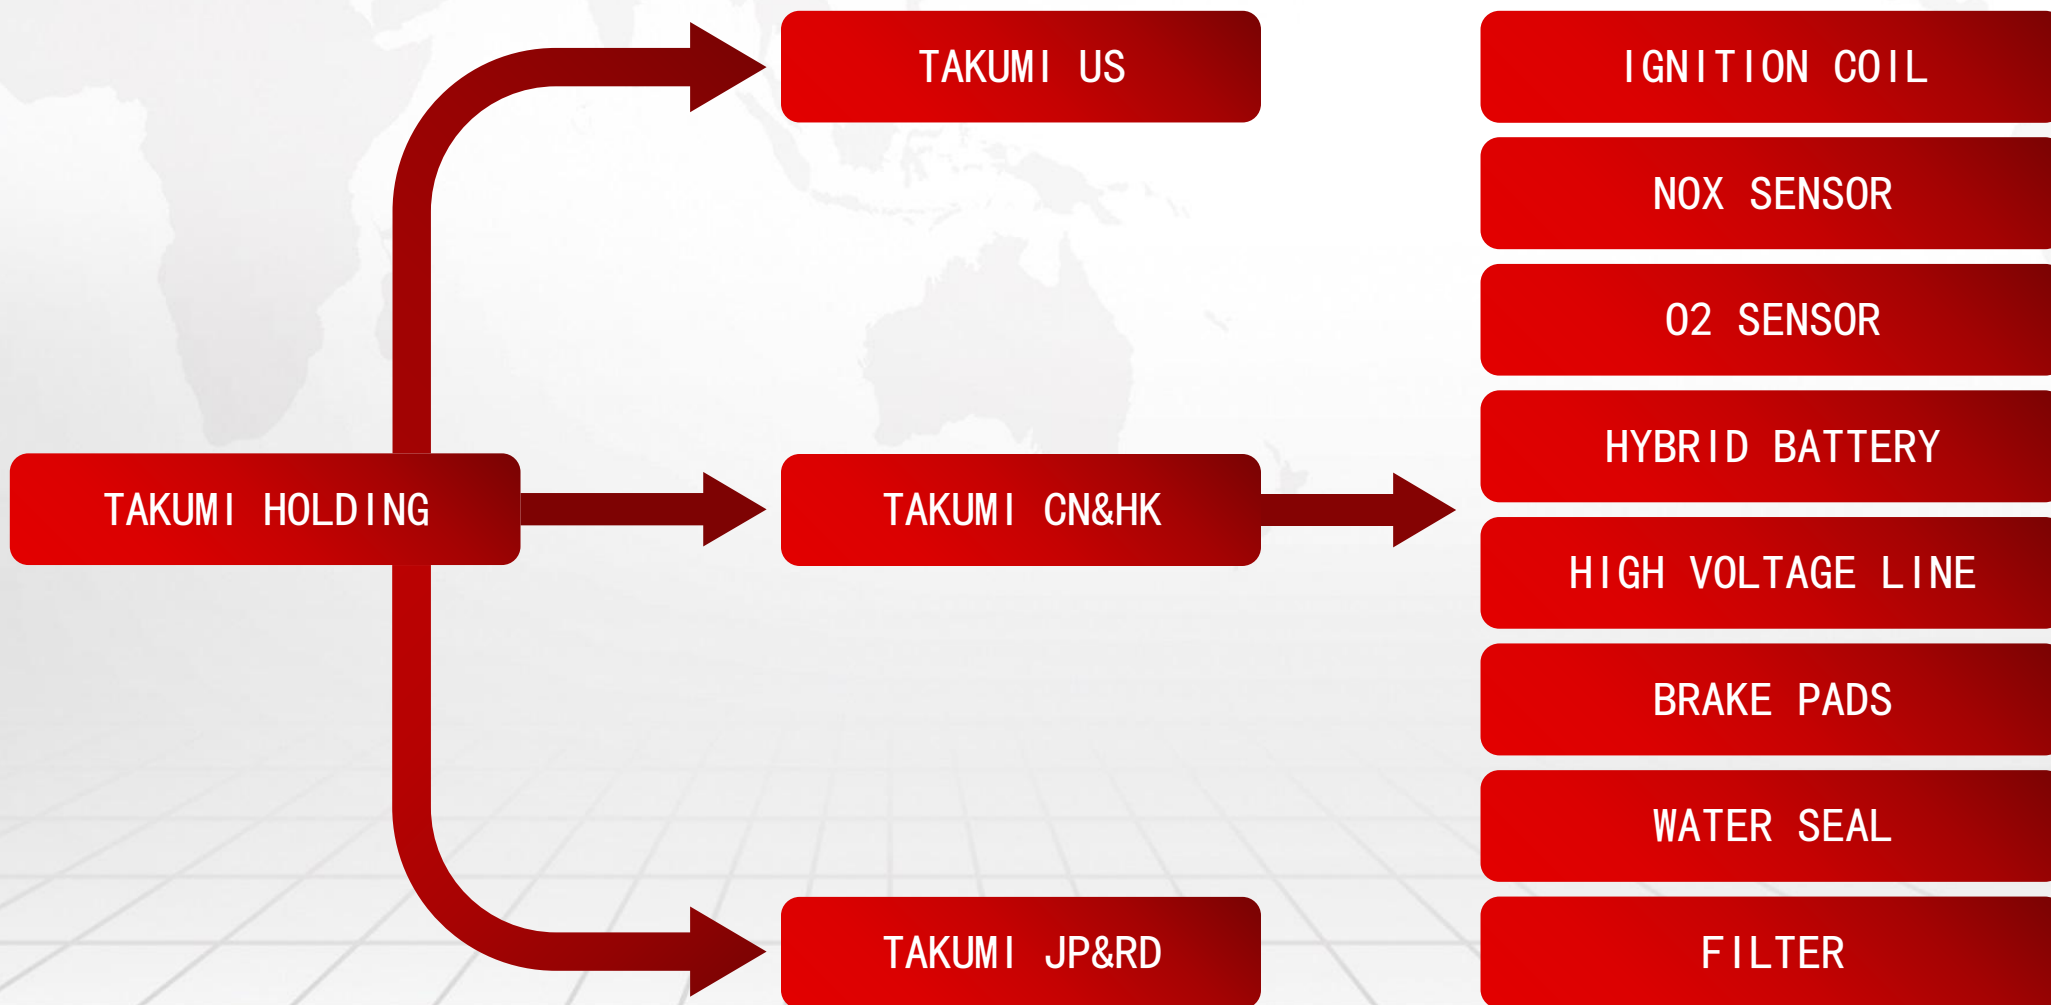 TAKUMI HOLDING
TAKUMI US
TAKUMI CN&HK
TAKUMI JP&RD
IGNITION COIL
NOX SENSOR
O2 SENSOR
HYBRID BATTERY
HIGH VOLTAGE LINE
BRAKE PADS
WATER SEAL
FILTER